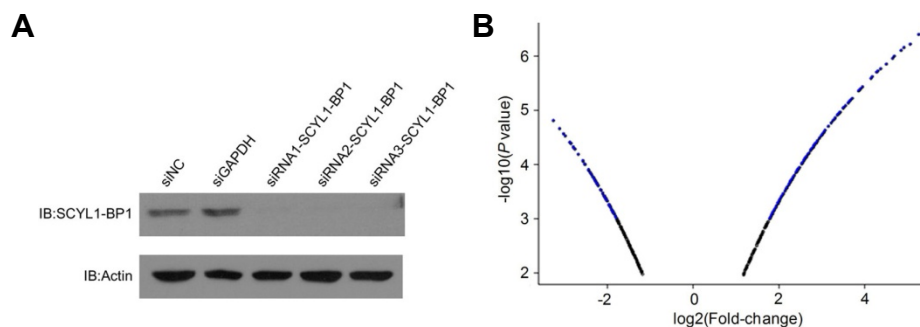 A
siNC
siGAPDH
siRNA1-SCYL1-BP1
siRNA2-SCYL1-BP1
siRNA3-SCYL1-BP1
IB:SCYL1-BP1
IB:Actin
B
-log10(P value)
6
5
4
3
2
-2
0
2
4
log2(Fold-change)